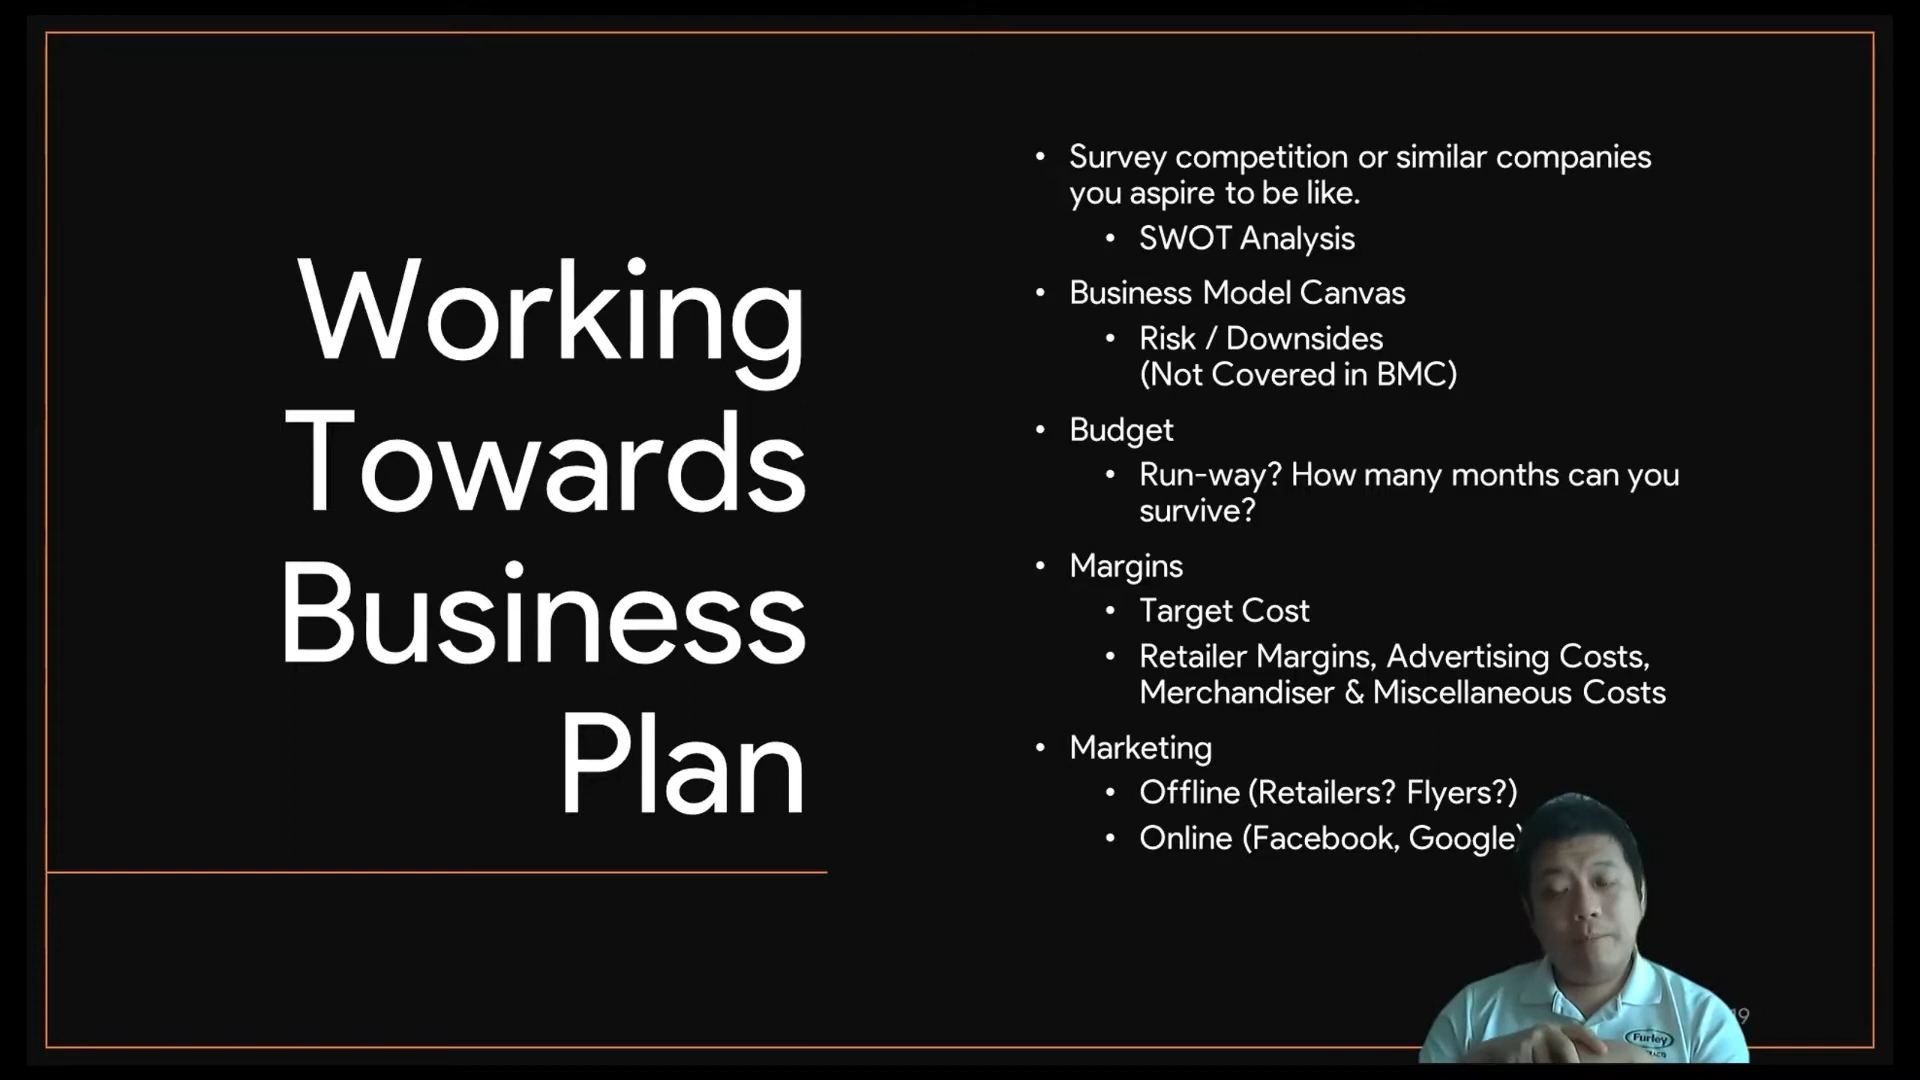 Working
Towards
Business
Plan
• Survey competition or similar companies
you aspire to be like.
• SWOT Analysis
• Business Model Canvas
• Risk / Downsides
(Not Covered in BMC)
• Budget
• Run-way? How many months can you
survive?
• Margins
• Target Cost
• Retailer Margins, Advertising Costs,
Merchandiser & Miscellaneous Costs
• Marketing
• Offline (Retailers? Flyers?)
• Online (Facebook, Google)
19
Furley